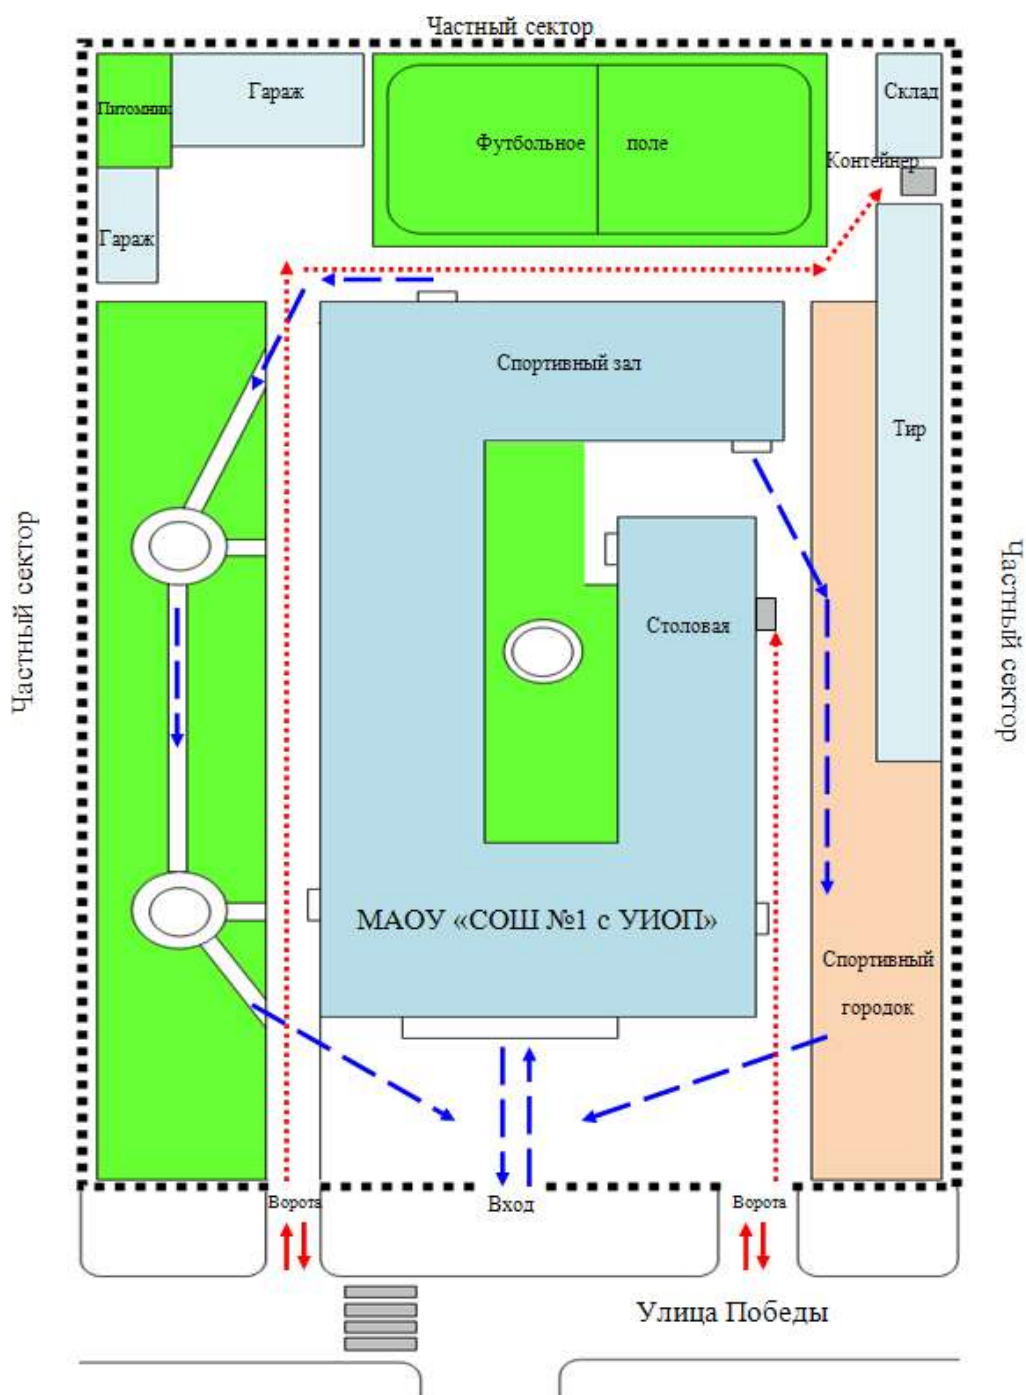 Частный сектор
Питомник
Гараж
Склад
Футбольное поле
Контейнер
Гараж
Спортивный зал
Тир
Частный сектор
Частный сектор
Столовая
МАОУ «СОШ №1 с УИОП»
Спортивный
городок
Ворота
Вход
Ворота
Улица Победы